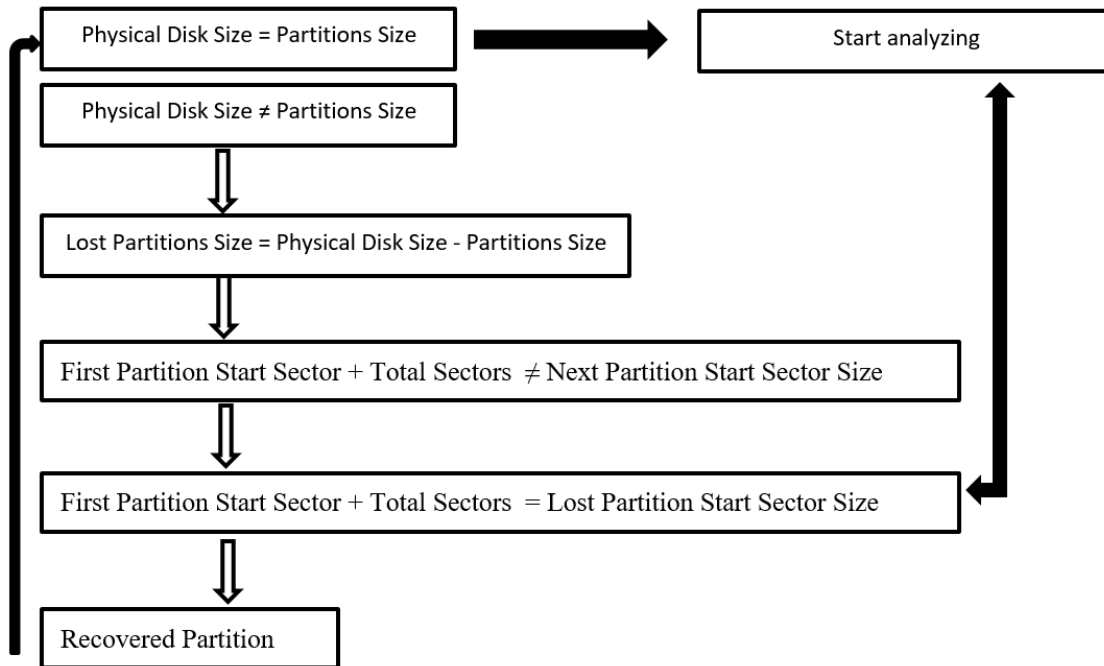 Physical Disk Size = Partitions Size
Start analyzing
Physical Disk Size ≠ Partitions Size
Lost Partitions Size = Physical Disk Size - Partitions Size
First Partition Start Sector + Total Sectors ≠ Next Partition Start Sector Size
First Partition Start Sector + Total Sectors = Lost Partition Start Sector Size
Recovered Partition